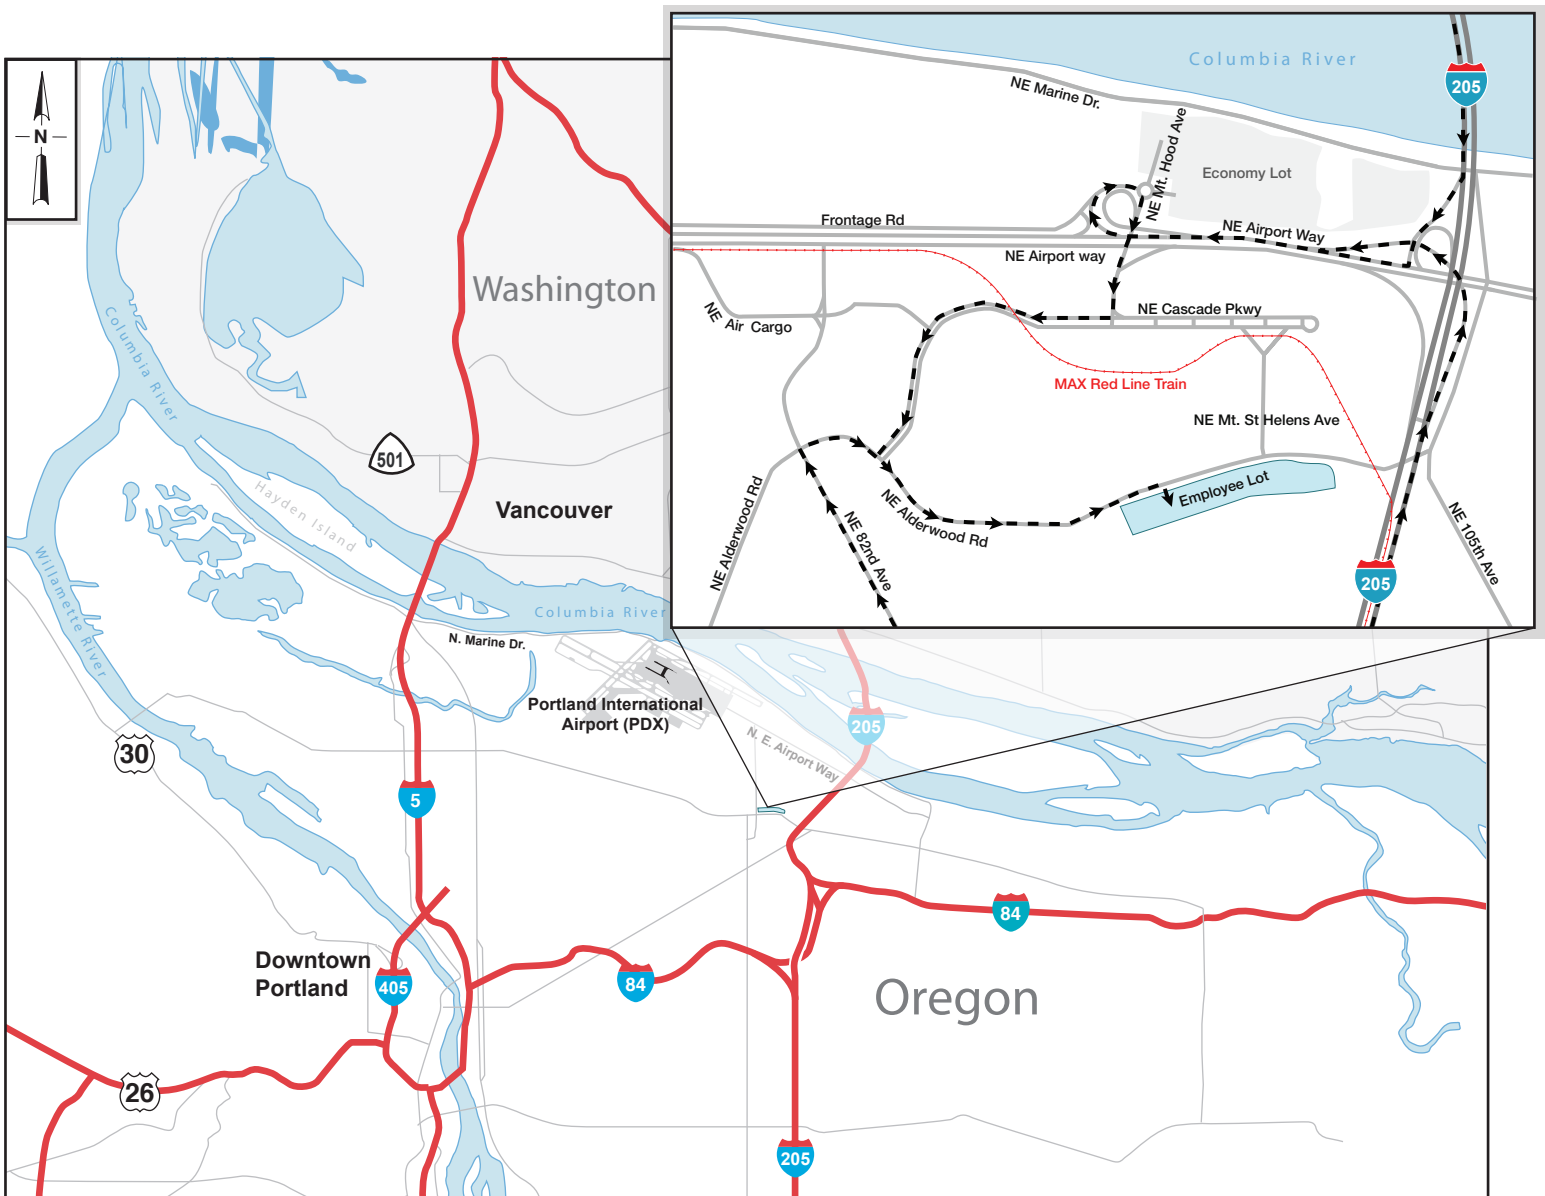 N
Columbia River
205
NE Marine Dr.
NE Mt. Hood Ave
Economy Lot
Frontage Rd
NE Airport Way
NE Airport way
NE Air Cargo
NE Cascade Pkwy
MAX Red Line Train
NE Mt. St Helens Ave
Employee Lot
NE Alderwood Rd
NE 82nd Ave
NE Alderwood Rd
NE 105th Ave
205
Washington
Columbia River
501
Hayden Island
Vancouver
Willamette River
Columbia River
N. Marine Dr.
Portland International
Airport (PDX)
N. E. Airport Way
205
30
5
84
Downtown
Portland
405
84
Oregon
26
205